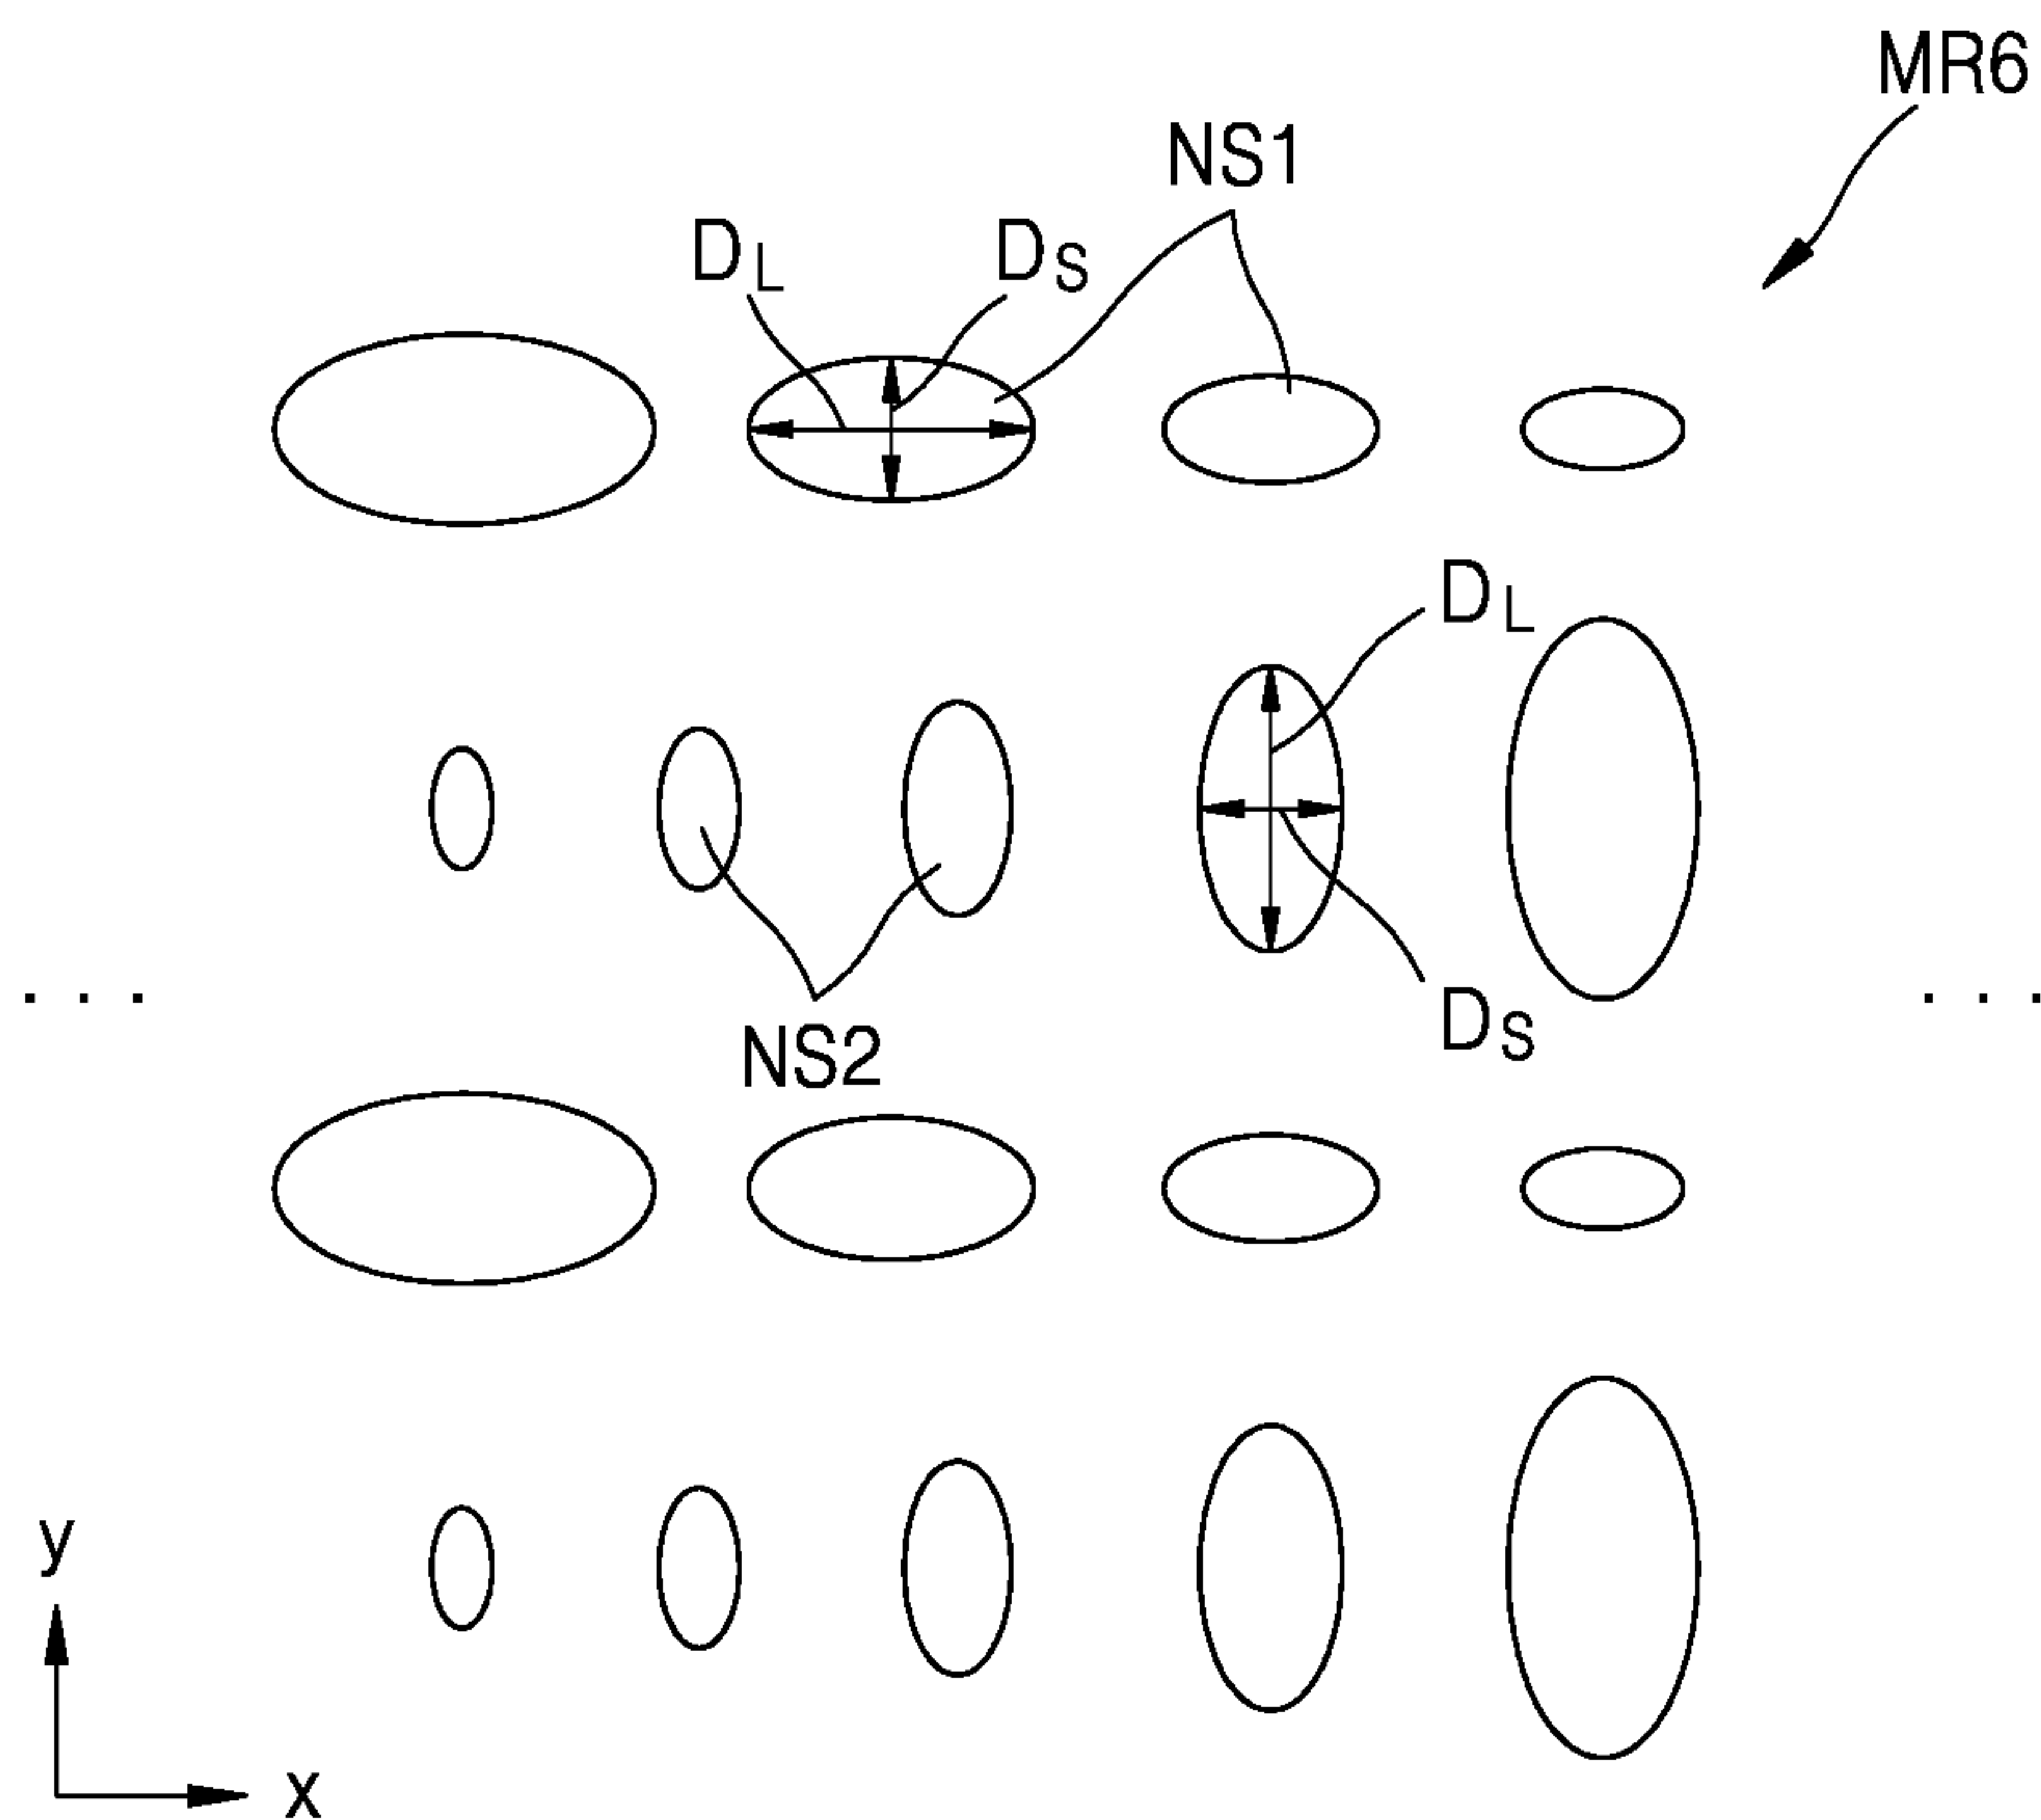 MR6
NS1
DL
DS
DL
. . .
. . .
DS
NS2
y
x